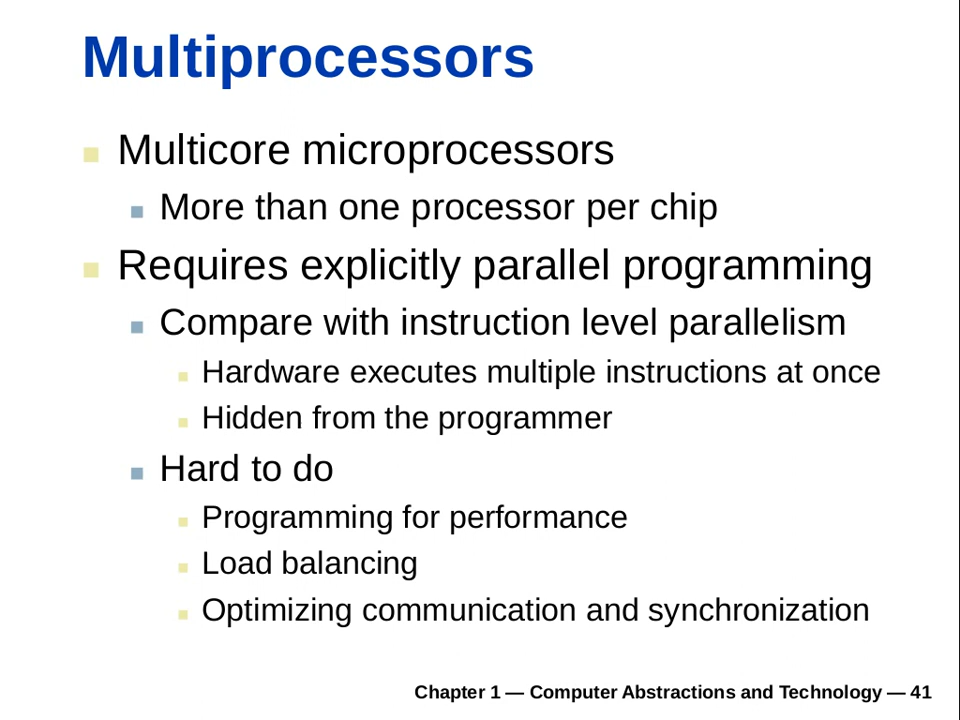 Multiprocessors
Multicore microprocessors
More than one processor per chip
Requires explicitly parallel programming
Compare with instruction level parallelism
Hardware executes multiple instructions at once
Hidden from the programmer
Hard to do
Programming for performance
Load balancing
Optimizing communication and synchronization
Chapter 1 — Computer Abstractions and Technology — 41